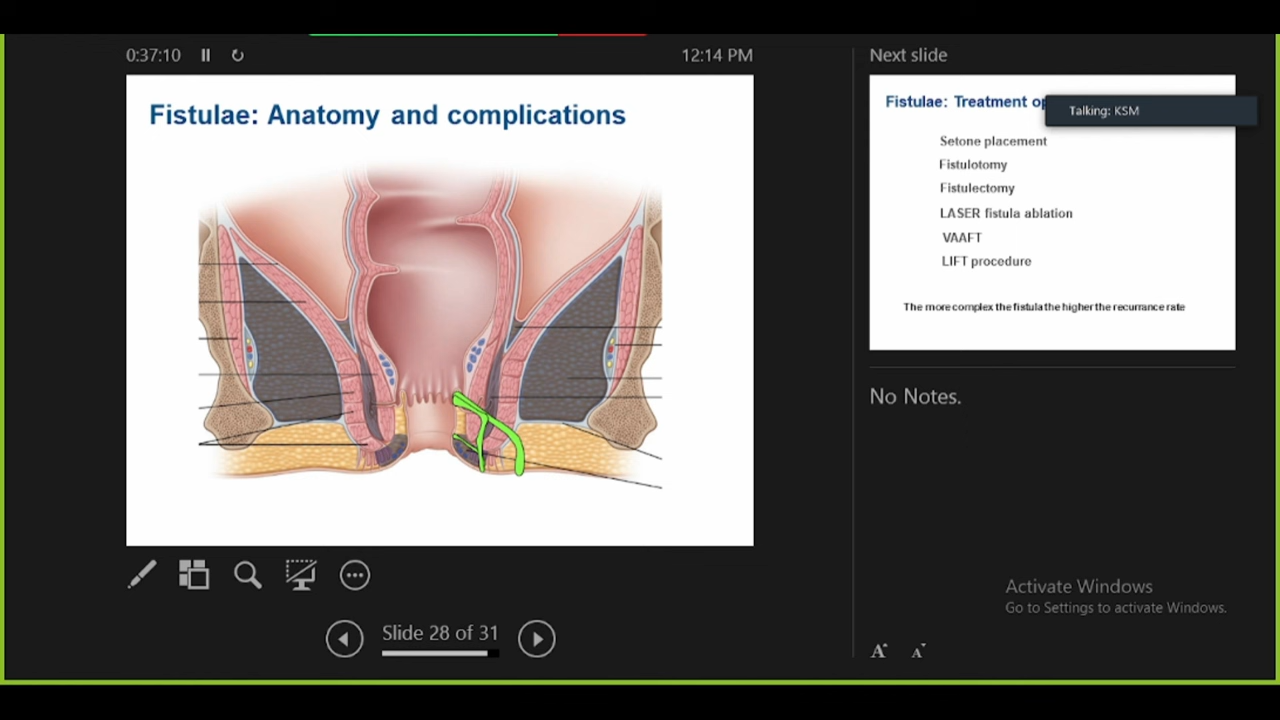 0:37:10
12:14 PM
Next slide
Fistulae: Anatomy and complications
Fistulae: Treatment op
Talking: KSM
Setone placement
Fistulotomy
Fistulectomy
LASER fistula ablation
VAAFT
LIFT procedure
The more complex the fistula the higher the recurrance rate
No Notes.
Slide 28 of 31
Activate Windows
Go to Settings to activate Windows.
A A